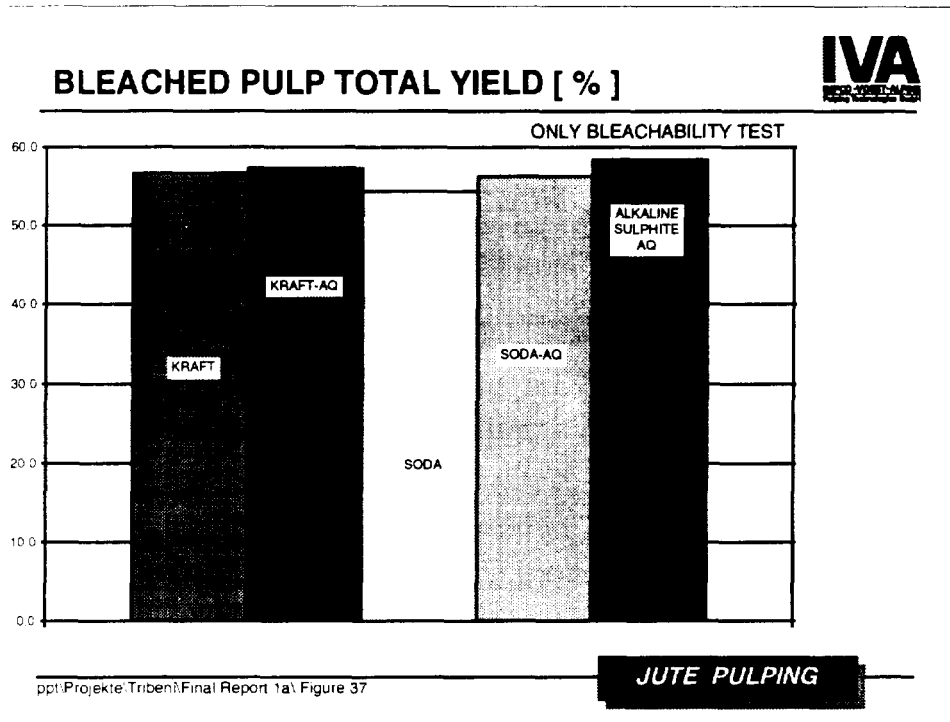 IVA
BLEACHED PULP TOTAL YIELD [ % ]
ONLY BLEACHABILITY TEST
60.0
50.0
40.0
30.0
20.0
10.0
0.0
KRAFT
KRAFT-AQ
SODA
SODA-AQ
ALKALINE
SULPHITE
AQ
JUTE PULPING
ppt\Projekte\Tribeni\Final Report 1a\ Figure 37